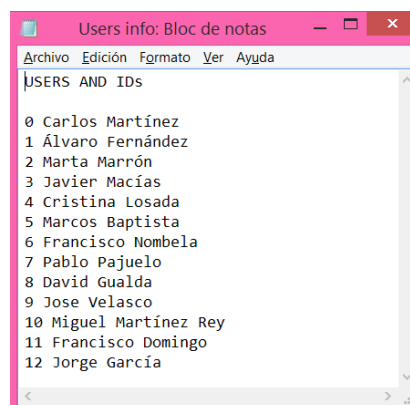 Users info: Bloc de notas
Archivo Edición Formato Ver Ayuda
USERS AND IDs
0 Carlos Martínez
1 Álvaro Fernández
2 Marta Marrón
3 Javier Macías
4 Cristina Losada
5 Marcos Baptista
6 Francisco Nombela
7 Pablo Pajuelo
8 David Gualda
9 Jose Velasco
10 Miguel Martínez Rey
11 Francisco Domingo
12 Jorge García